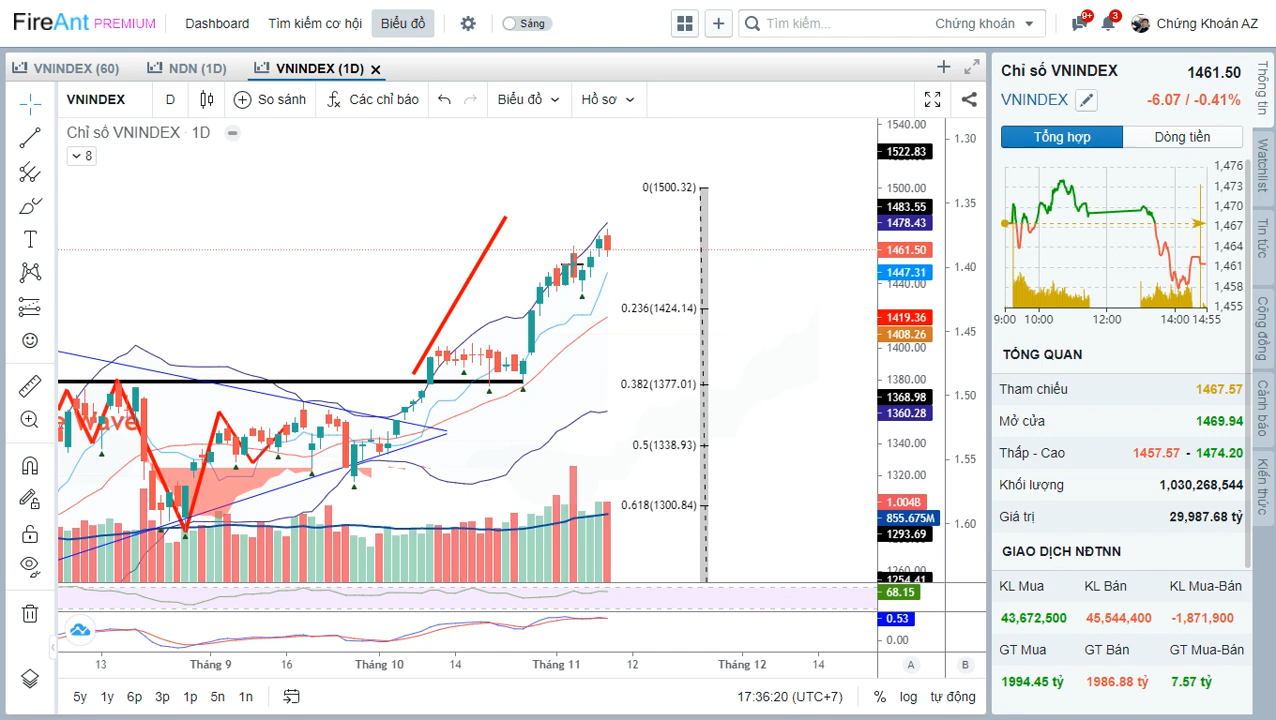 FireAnt PREMIUM
Dashboard Tìm kiếm cơ hội Biểu đồ Sáng Tìm kiếm... Chứng khoán 9+ 3 Chứng Khoán AZ
VNINDEX (60) NDN (1D) VNINDEX (1D)
VNINDEX D So sánh Các chỉ báo Biểu đồ Hồ sơ
Chỉ số VNINDEX · 1D
8
0(1500.32)
0.236(1424.14)
0.382(1377.01)
0.5(1338.93)
0.618(1300.84)
Wave
1540.00
1522.83
1500.00
1483.55
1478.43
1461.50
1447.31
1440.00
1419.36
1408.26
1400.00
1380.00
1368.98
1360.28
1340.00
1320.00
1.004B
855.675M
1293.69
1260.00
1254.41
68.15
0.53
0.00
1.30
1.35
1.40
1.45
1.50
1.55
1.60
13 Tháng 9 16 Tháng 10 14 Tháng 11 12 Tháng 12 14 A B
5y 1y 6p 3p 1p 5n 1n 17:36:20 (UTC+7) % log tự động
Chỉ số VNINDEX 1461.50
VNINDEX -6.07 / -0.41%
Tổng hợp Dòng tiền
1,476
1,473
1,470
1,467
1,464
1,461
1,458
1,455
9:00 10:00 12:00 14:00 14:55
TỔNG QUAN
Tham chiếu 1467.57
Mở cửa 1469.94
Thấp - Cao 1457.57 - 1474.20
Khối lượng 1,030,268,544
Giá trị 29,987.68 tỷ
GIAO DỊCH NĐTNN
KL Mua KL Bán KL Mua-Bán
43,672,500 45,544,400 -1,871,900
GT Mua GT Bán GT Mua-Bán
1994.45 tỷ 1986.88 tỷ 7.57 tỷ
Thông tin
Watchlist
Tin tức
Cộng đồng
Cảnh báo
Kiến thức